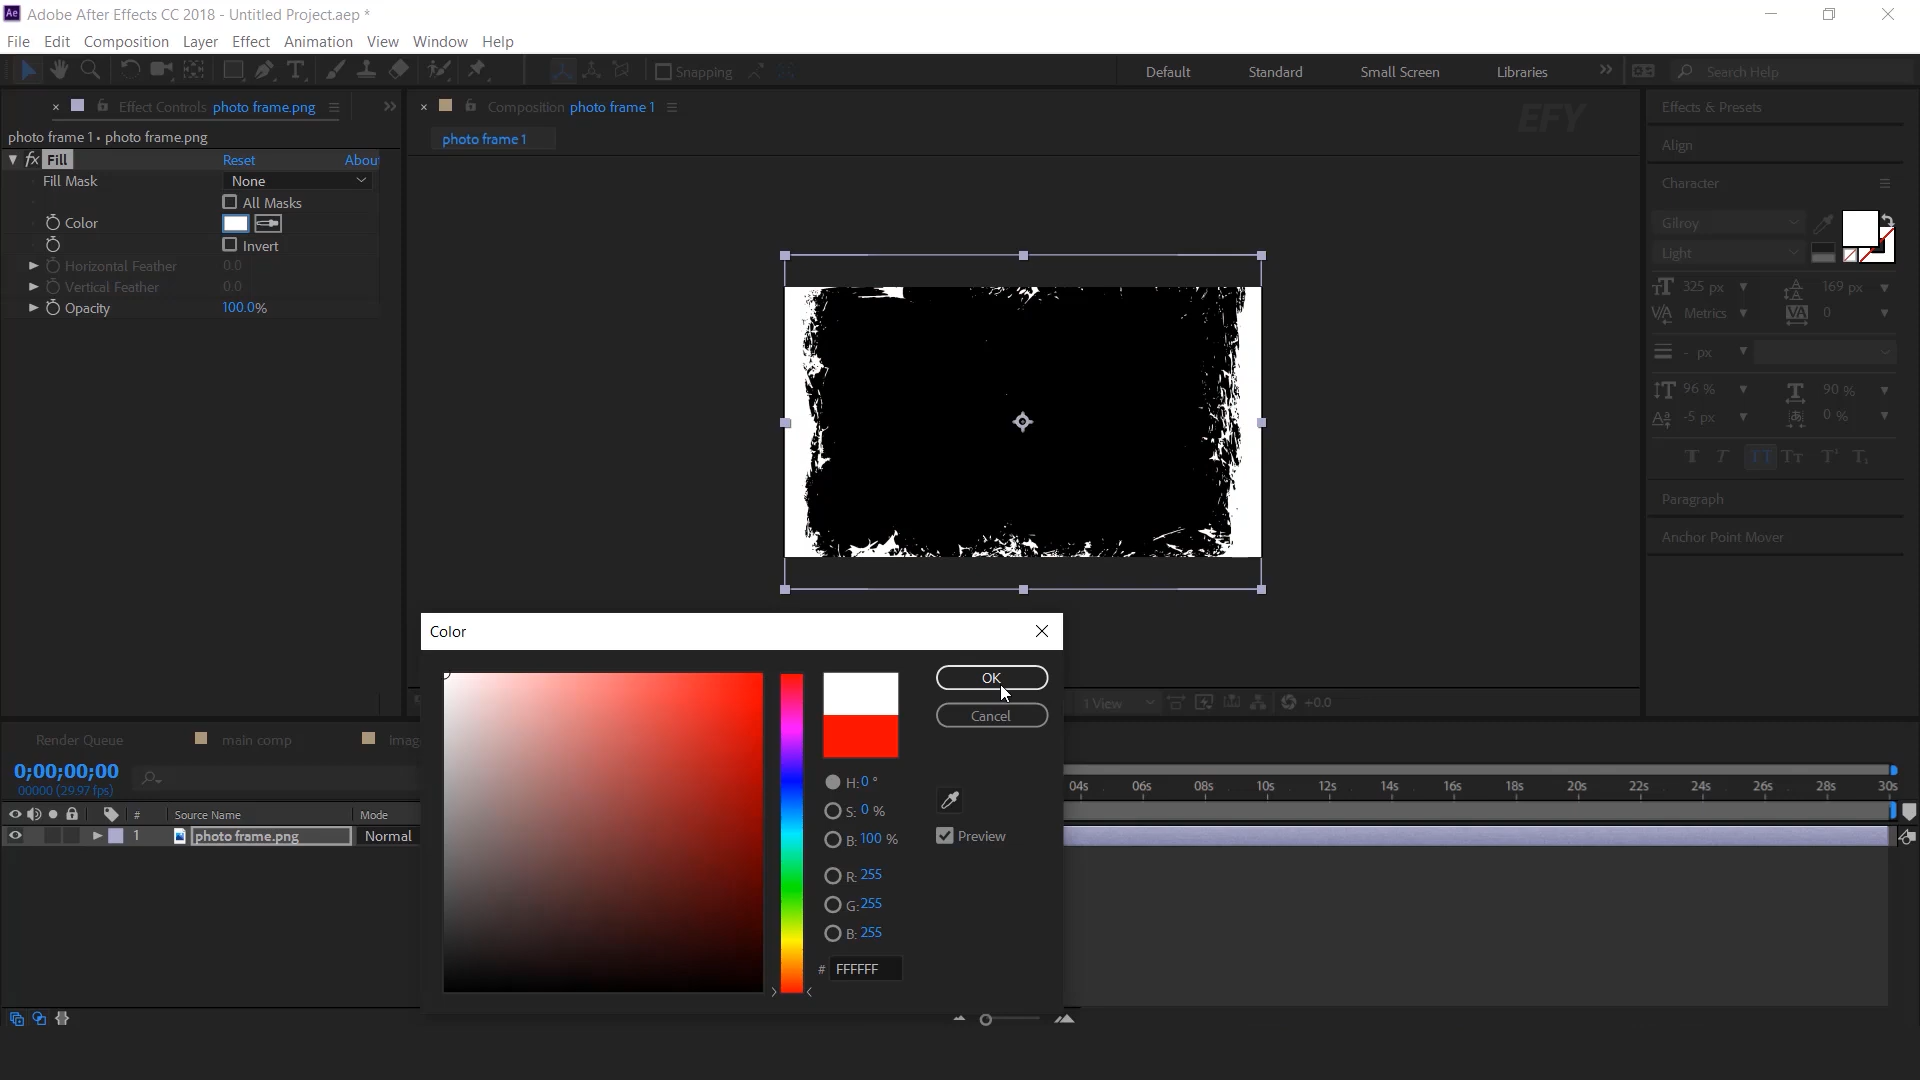 Adobe After Effects CC 2018 - Untitled Project.aep *
File Edit Composition Layer Effect Animation View Window Help
Snapping Default Standard Small Screen Libraries Search Help
Effect Controls photo frame.png
Composition photo frame 1
EFY
photo frame 1 • photo frame.png
photo frame 1
Fill Reset Abou
Fill Mask None
All Masks
Color
Invert
Horizontal Feather 0.0
Vertical Feather 0.0
Opacity 100.0%
Effects & Presets
Align
Character
Gilroy
Light
325 px 169 px
Metrics 0
- px
96 % 90 %
-5 px 0 %
Paragraph
Anchor Point Mover
Color
OK
Cancel
H: 0 °
S: 0 %
B: 100 %
R: 255
G: 255
B: 255
# FFFFFF
Preview
1 View +0.0
Render Queue main comp Imag
0;00;00;00
00000 (29.97 fps)
# Source Name Mode
1 photo frame.png Normal
04s 06s 08s 10s 12s 14s 16s 18s 20s 22s 24s 26s 28s 30s